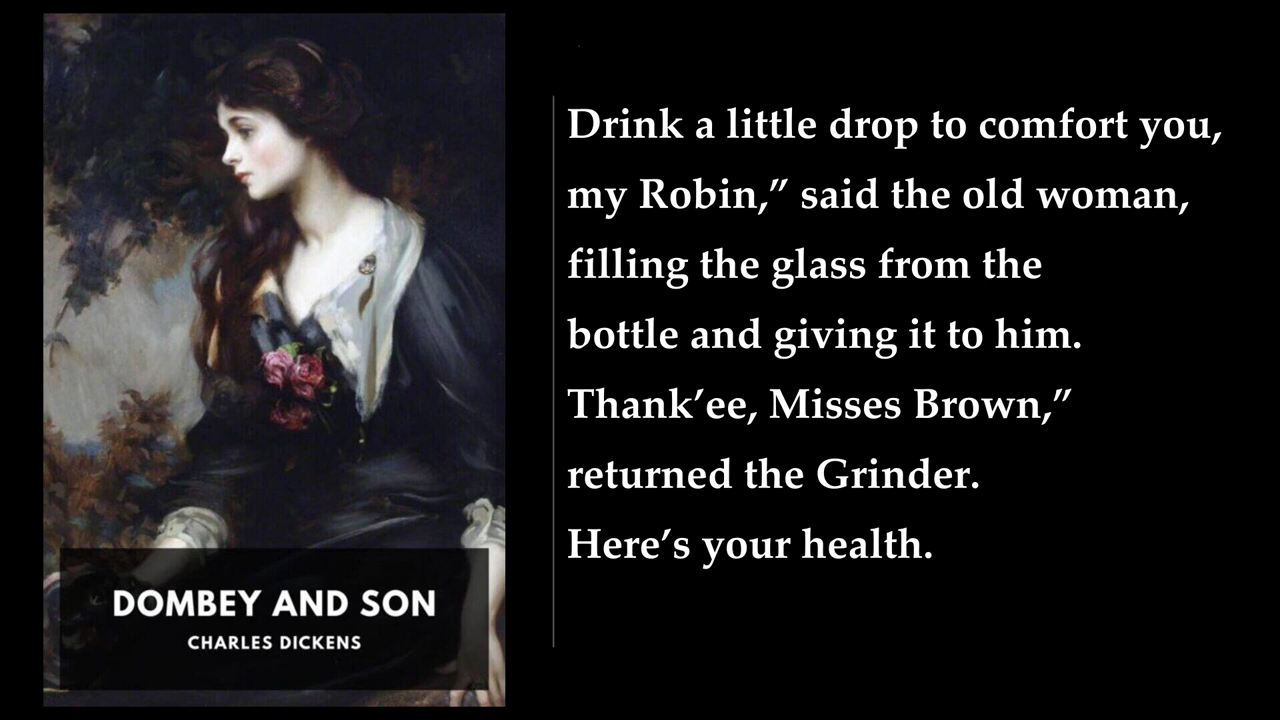 Drink a little drop to comfort you,
my Robin,” said the old woman,
filling the glass from the
bottle and giving it to him.
Thank’ee, Misses Brown,”
returned the Grinder.
Here’s your health.
DOMBEY AND SON
CHARLES DICKENS